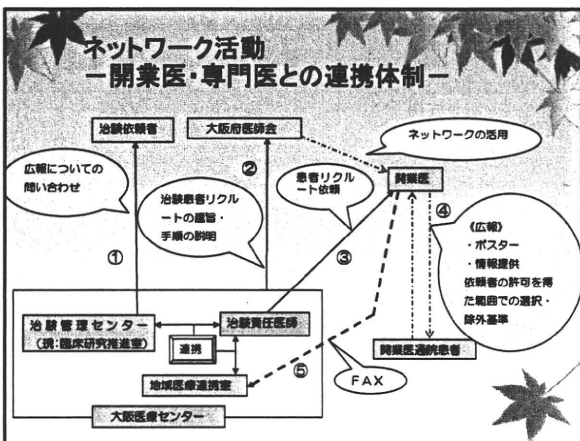 ネットワーク活動
－開業医・専門医との連携体制－
治験依頼者
大阪府医師会
ネットワークの活用
広報についての
問い合わせ
②
患者リクルー
ート依頼
開業医
治験患者リクル
ートの趣旨・
手順の説明
④
《広報》
・ポスター
・情報提供
依頼者の許可を得
た範囲での選択・
除外基準
①
③
治験管理センター
(現:臨床研究推進室)
治験責任医師
連携
開業医通院患者
地域医療連携室
⑤
FAX
大阪医療センター